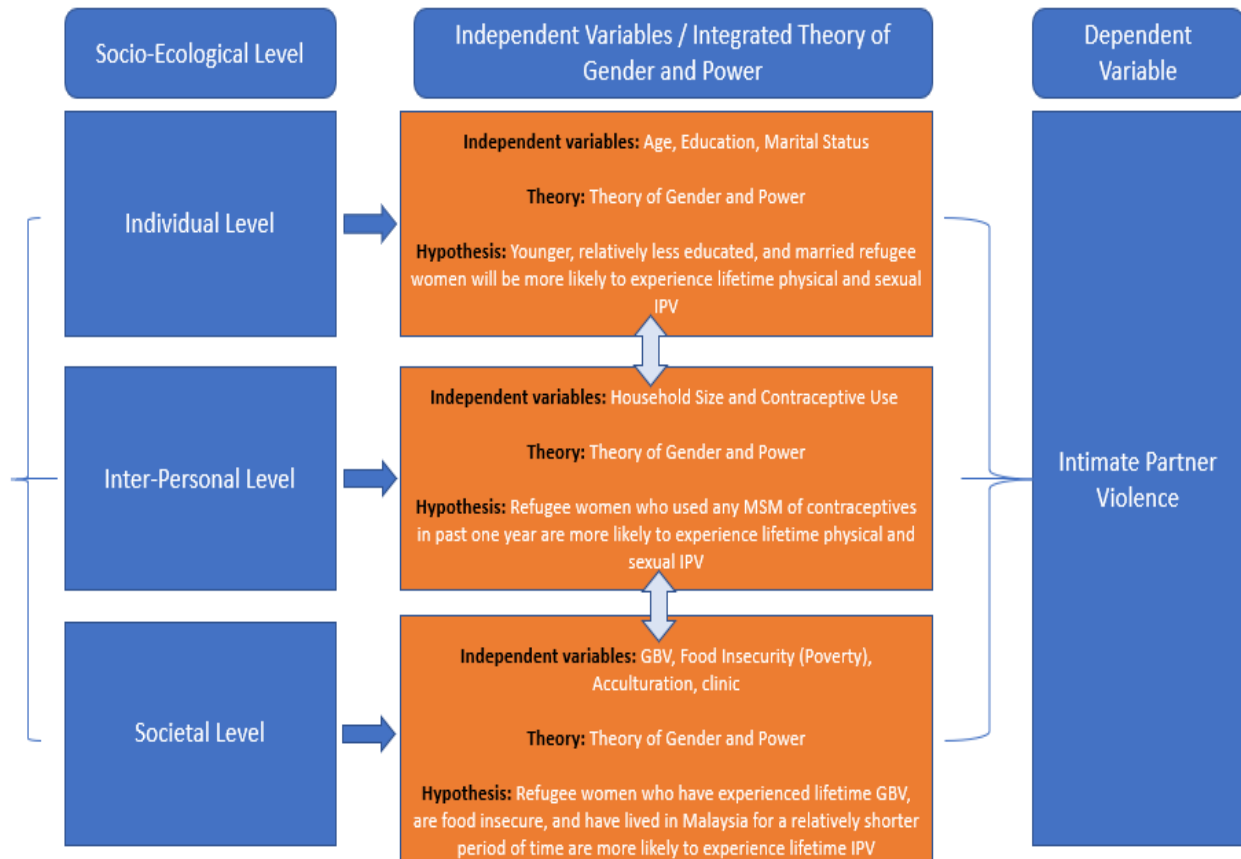 Socio-Ecological Level
Independent Variables / Integrated Theory of
Gender and Power
Dependent
Variable
Individual Level
Independent variables: Age, Education, Marital Status
Theory: Theory of Gender and Power
Hypothesis: Younger, relatively less educated, and married refugee
women will be more likely to experience lifetime physical and sexual
IPV
Inter-Personal Level
Independent variables: Household Size and Contraceptive Use
Theory: Theory of Gender and Power
Hypothesis: Refugee women who used any MSM of contraceptives
in past one year are more likely to experience lifetime physical and
sexual IPV
Societal Level
Independent variables: GBV, Food Insecurity (Poverty),
Acculturation, clinic
Theory: Theory of Gender and Power
Hypothesis: Refugee women who have experienced lifetime GBV,
are food insecure, and have lived in Malaysia for a relatively shorter
period of time are more likely to experience lifetime IPV
Intimate Partner
Violence